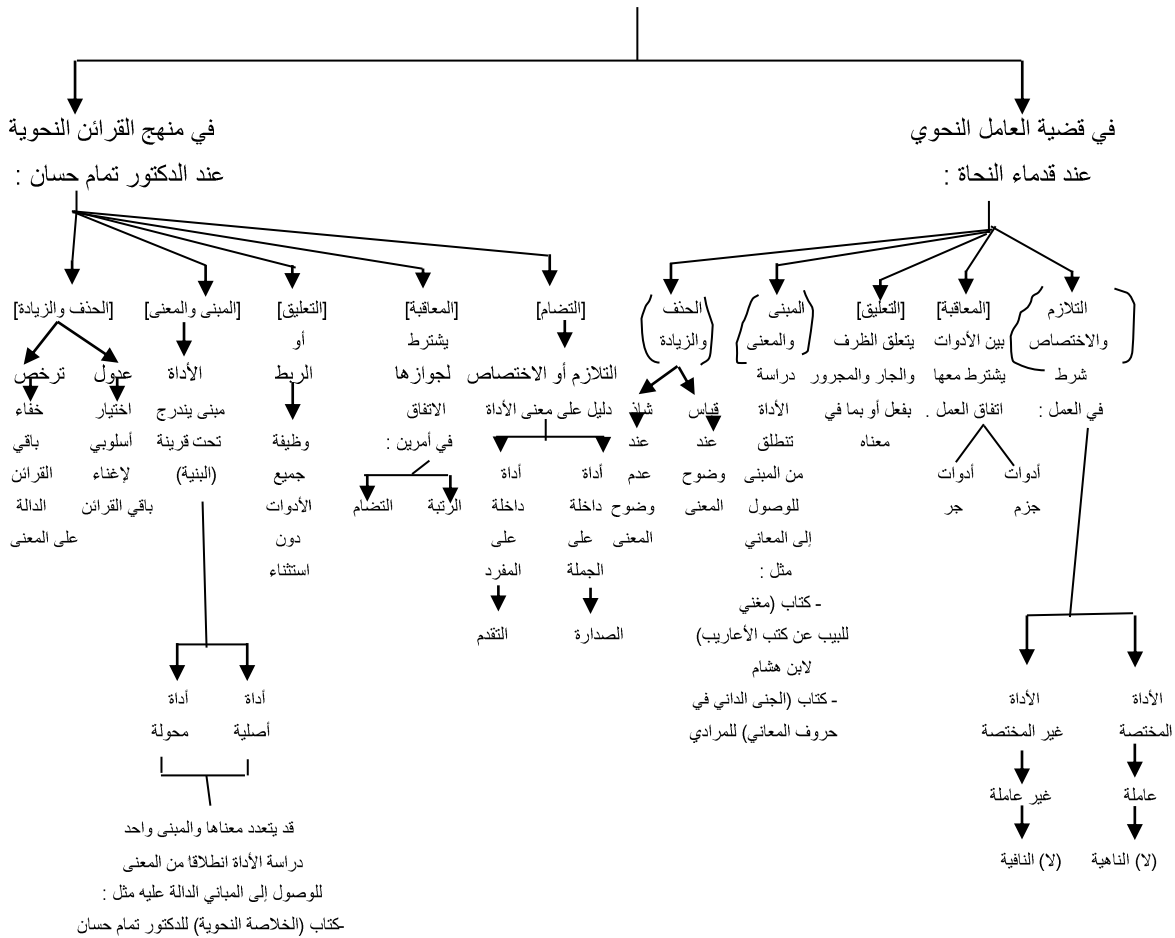 في قضية العامل النحوي
عند قدماء النحاة :
التلازم
والاختصاص
شرط
في العمل :
الأداة
المختصة
عاملة
(لا) الناهية
الأداة
غير المختصة
غير عاملة
(لا) النافية
[المعاقبة]
بين الأدوات
يشترط معها
اتفاق العمل .
أدوات
جزم
أدوات
جر
[التعليق]
يتعلق الظرف
والجار والمجرور
بفعل أو بما في
معناه
المبنى
والمعنى
دراسة
الأداة
تنطلق
من المبنى
للوصول
إلى المعاني
مثل :
- كتاب (مغني
للبيب عن كتب الأعاريب)
لابن هشام
- كتاب (الجنى الداني في
حروف المعاني) للمرادي
الحذف
والزيادة
قياس
عند
وضوح
المعنى
شاذ
عند
عدم
وضوح
المعنى
في منهج القرائن النحوية
عند الدكتور تمام حسان :
[التضام]
التلازم أو الاختصاص
دليل على معنى الأداة
أداة
داخلة
على
الجملة
الصدارة
أداة
داخلة
على
المفرد
التقدم
[المعاقبة]
يشترط
لجوازها
الاتفاق
في أمرين :
الرتبة
التضام
[التعليق]
أو
الربط
وظيفة
جميع
الأدوات
دون
استثناء
[المبنى والمعنى]
الأداة
مبنى يندرج
تحت قرينة
(البنية)
أداة
أصلية
أداة
محولة
قد يتعدد معناها والمبنى واحد
دراسة الأداة انطلاقا من المعنى
للوصول إلى المباني الدالة عليه مثل :
-كتاب (الخلاصة النحوية) للدكتور تمام حسان
[الحذف والزيادة]
عدول
اختيار
أسلوبي
لإغناء
باقي القرائن
ترخص
خفاء
باقي
القرائن
الدالة
على المعنى